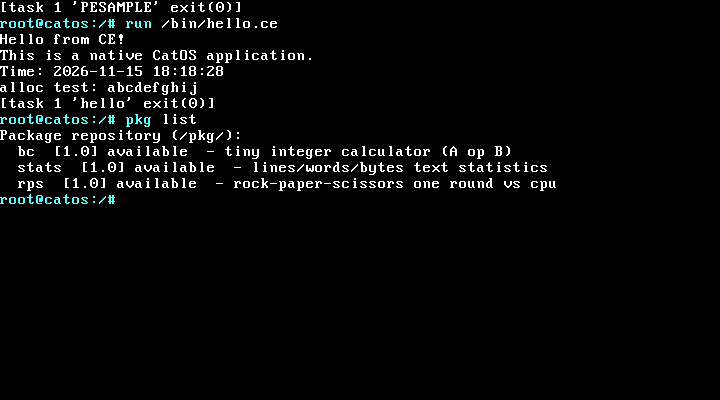 [task 1 'PESAMPLE' exit(0)]
root@catos:/# run /bin/hello.ce
Hello from CE!
This is a native CatOS application.
Time: 2026-11-15 18:18:28
alloc test: abcdefghij
[task 1 'hello' exit(0)]
root@catos:/# pkg list
Package repository (/pkg/):
  bc  [1.0] available  - tiny integer calculator (A op B)
  stats  [1.0] available  - lines/words/bytes text statistics
  rps  [1.0] available  - rock-paper-scissors one round vs cpu
root@catos:/#